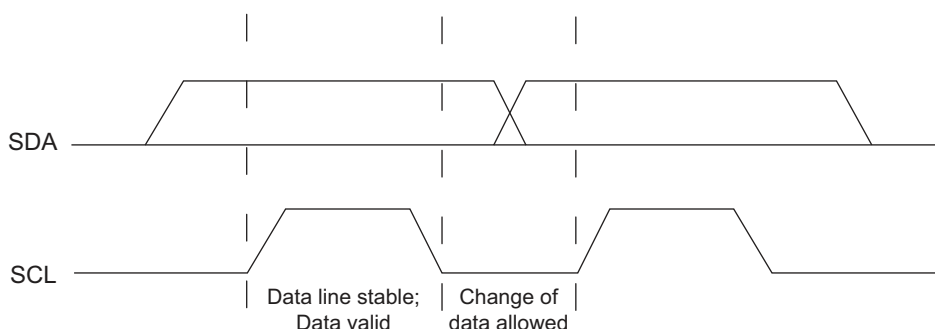 SDA
SCL
Data line stable;
Data valid
Change of
data allowed